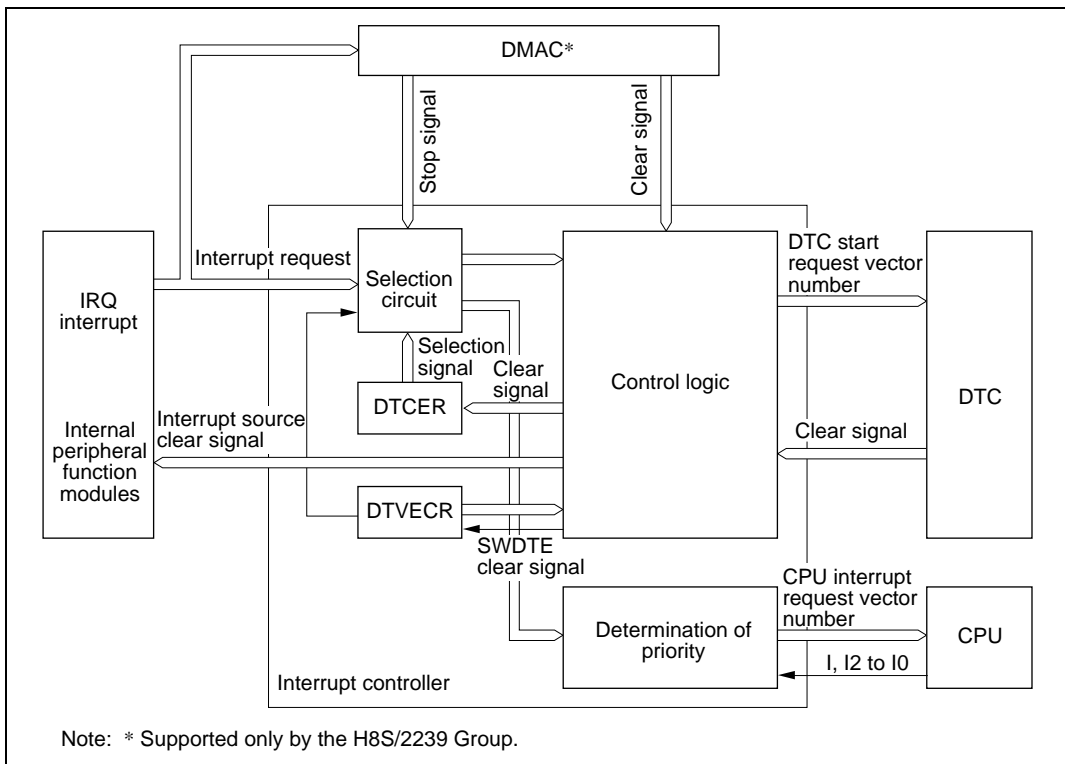 DMAC*
Stop signal
Clear signal
IRQ
interrupt
Internal
peripheral
function
modules
Interrupt request
Selection
circuit
Selection
signal
DTCER
Clear
signal
Interrupt source
clear signal
DTVECR
SWDTE
clear signal
Control logic
DTC start
request vector
number
DTC
Clear signal
Determination of
priority
CPU interrupt
request vector
number
CPU
I, I2 to I0
Interrupt controller
Note: * Supported only by the H8S/2239 Group.